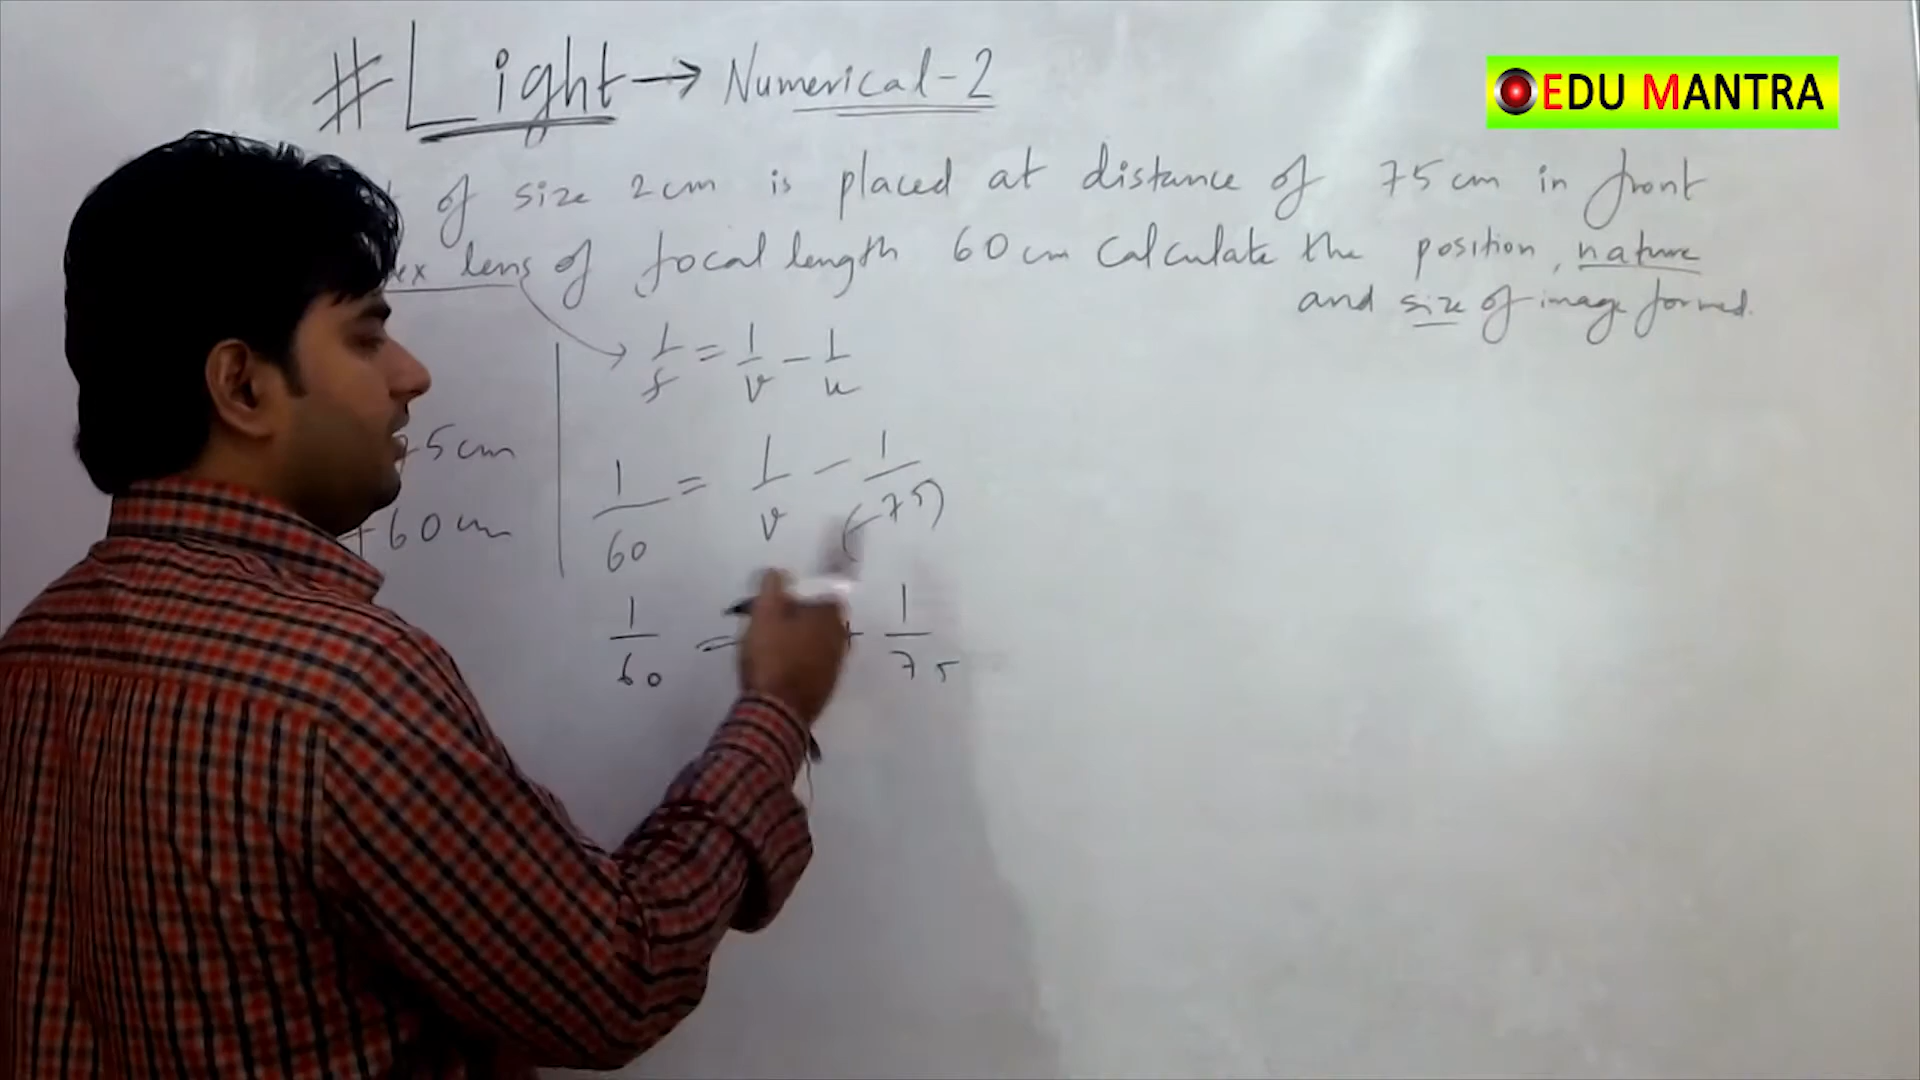 #Light → Numerical-2
EDU MANTRA
of size 2cm is placed at distance of 75cm in front
lens of focal length 60cm Calculate the position, nature
and size of image formed.
1/f = 1/v - 1/u
5cm
1/60 = 1/v - 1/(-75)
+60cm
1/60 = + 1/75